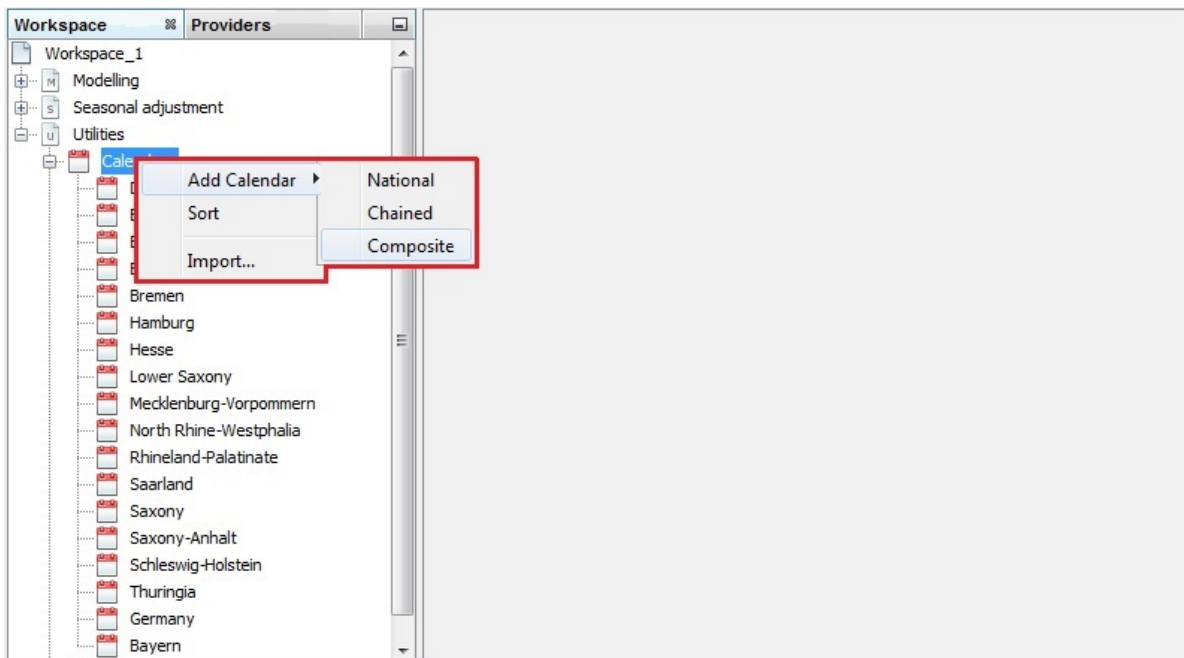 Workspace Providers
Workspace_1
M Modelling
S Seasonal adjustment
U Utilities
Add Calendar National
Sort Chained
Composite
Import...
Bremen
Hamburg
Hesse
Lower Saxony
Mecklenburg-Vorpommern
North Rhine-Westphalia
Rhineland-Palatinate
Saarland
Saxony
Saxony-Anhalt
Schleswig-Holstein
Thuringia
Germany
Bayern